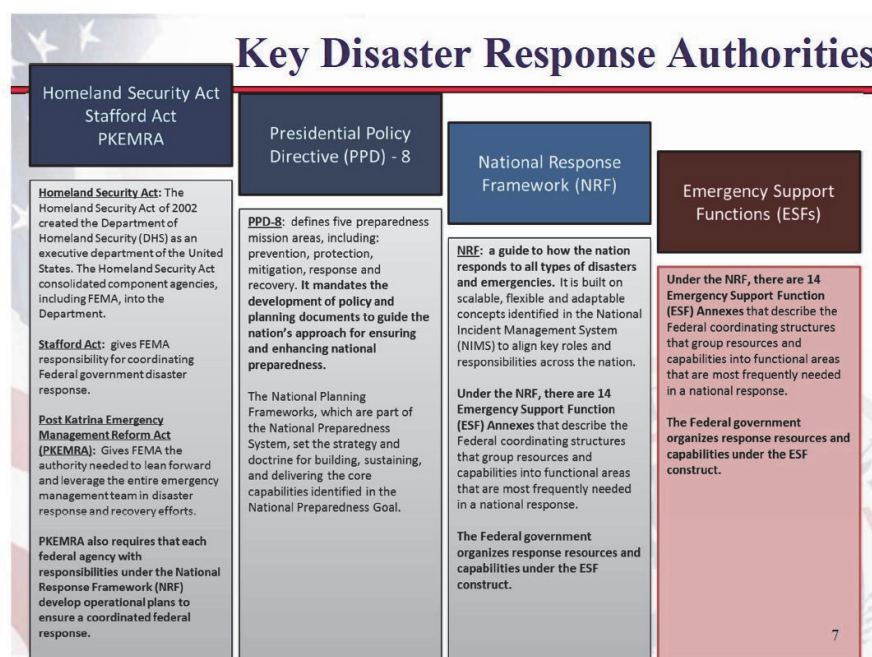 Key Disaster Response Authorities
Homeland Security Act
Stafford Act
PKEMRA
Homeland Security Act: The
Homeland Security Act of 2002
created the Department of
Homeland Security (DHS) as an
executive department of the United
States. The Homeland Security Act
consolidated component agencies,
including FEMA, into the
Department.
Stafford Act: gives FEMA
responsibility for coordinating
Federal government disaster
response.
Post Katrina Emergency
Management Reform Act
(PKEMRA): Gives FEMA the
authority needed to lean forward
and leverage the entire emergency
management team in disaster
response and recovery efforts.
PKEMRA also requires that each
federal agency with
responsibilities under the National
Response Framework (NRF)
develop operational plans to
ensure a coordinated federal
response.
Presidential Policy
Directive (PPD) - 8
PPD-8: defines five preparedness
mission areas, including:
prevention, protection,
mitigation, response and
recovery. It mandates the
development of policy and
planning documents to guide the
nation's approach for ensuring
and enhancing national
preparedness.
The National Planning
Frameworks, which are part of
the National Preparedness
System, set the strategy and
doctrine for building, sustaining,
and delivering the core
capabilities identified in the
National Preparedness Goal.
National Response
Framework (NRF)
NRF: a guide to how the nation
responds to all types of disasters
and emergencies. It is built on
scalable, flexible and adaptable
concepts identified in the National
Incident Management System
(NIMS) to align key roles and
responsibilities across the nation.
Under the NRF, there are 14
Emergency Support Function
(ESF) Annexes that describe the
Federal coordinating structures
that group resources and
capabilities into functional areas
that are most frequently needed
in a national response.
The Federal government
organizes response resources and
capabilities under the ESF
construct.
Emergency Support
Functions (ESFs)
Under the NRF, there are 14
Emergency Support Function
(ESF) Annexes that describe the
Federal coordinating structures
that group resources and
capabilities into functional areas
that are most frequently needed
in a national response.
The Federal government
organizes response resources and
capabilities under the ESF
construct.
7